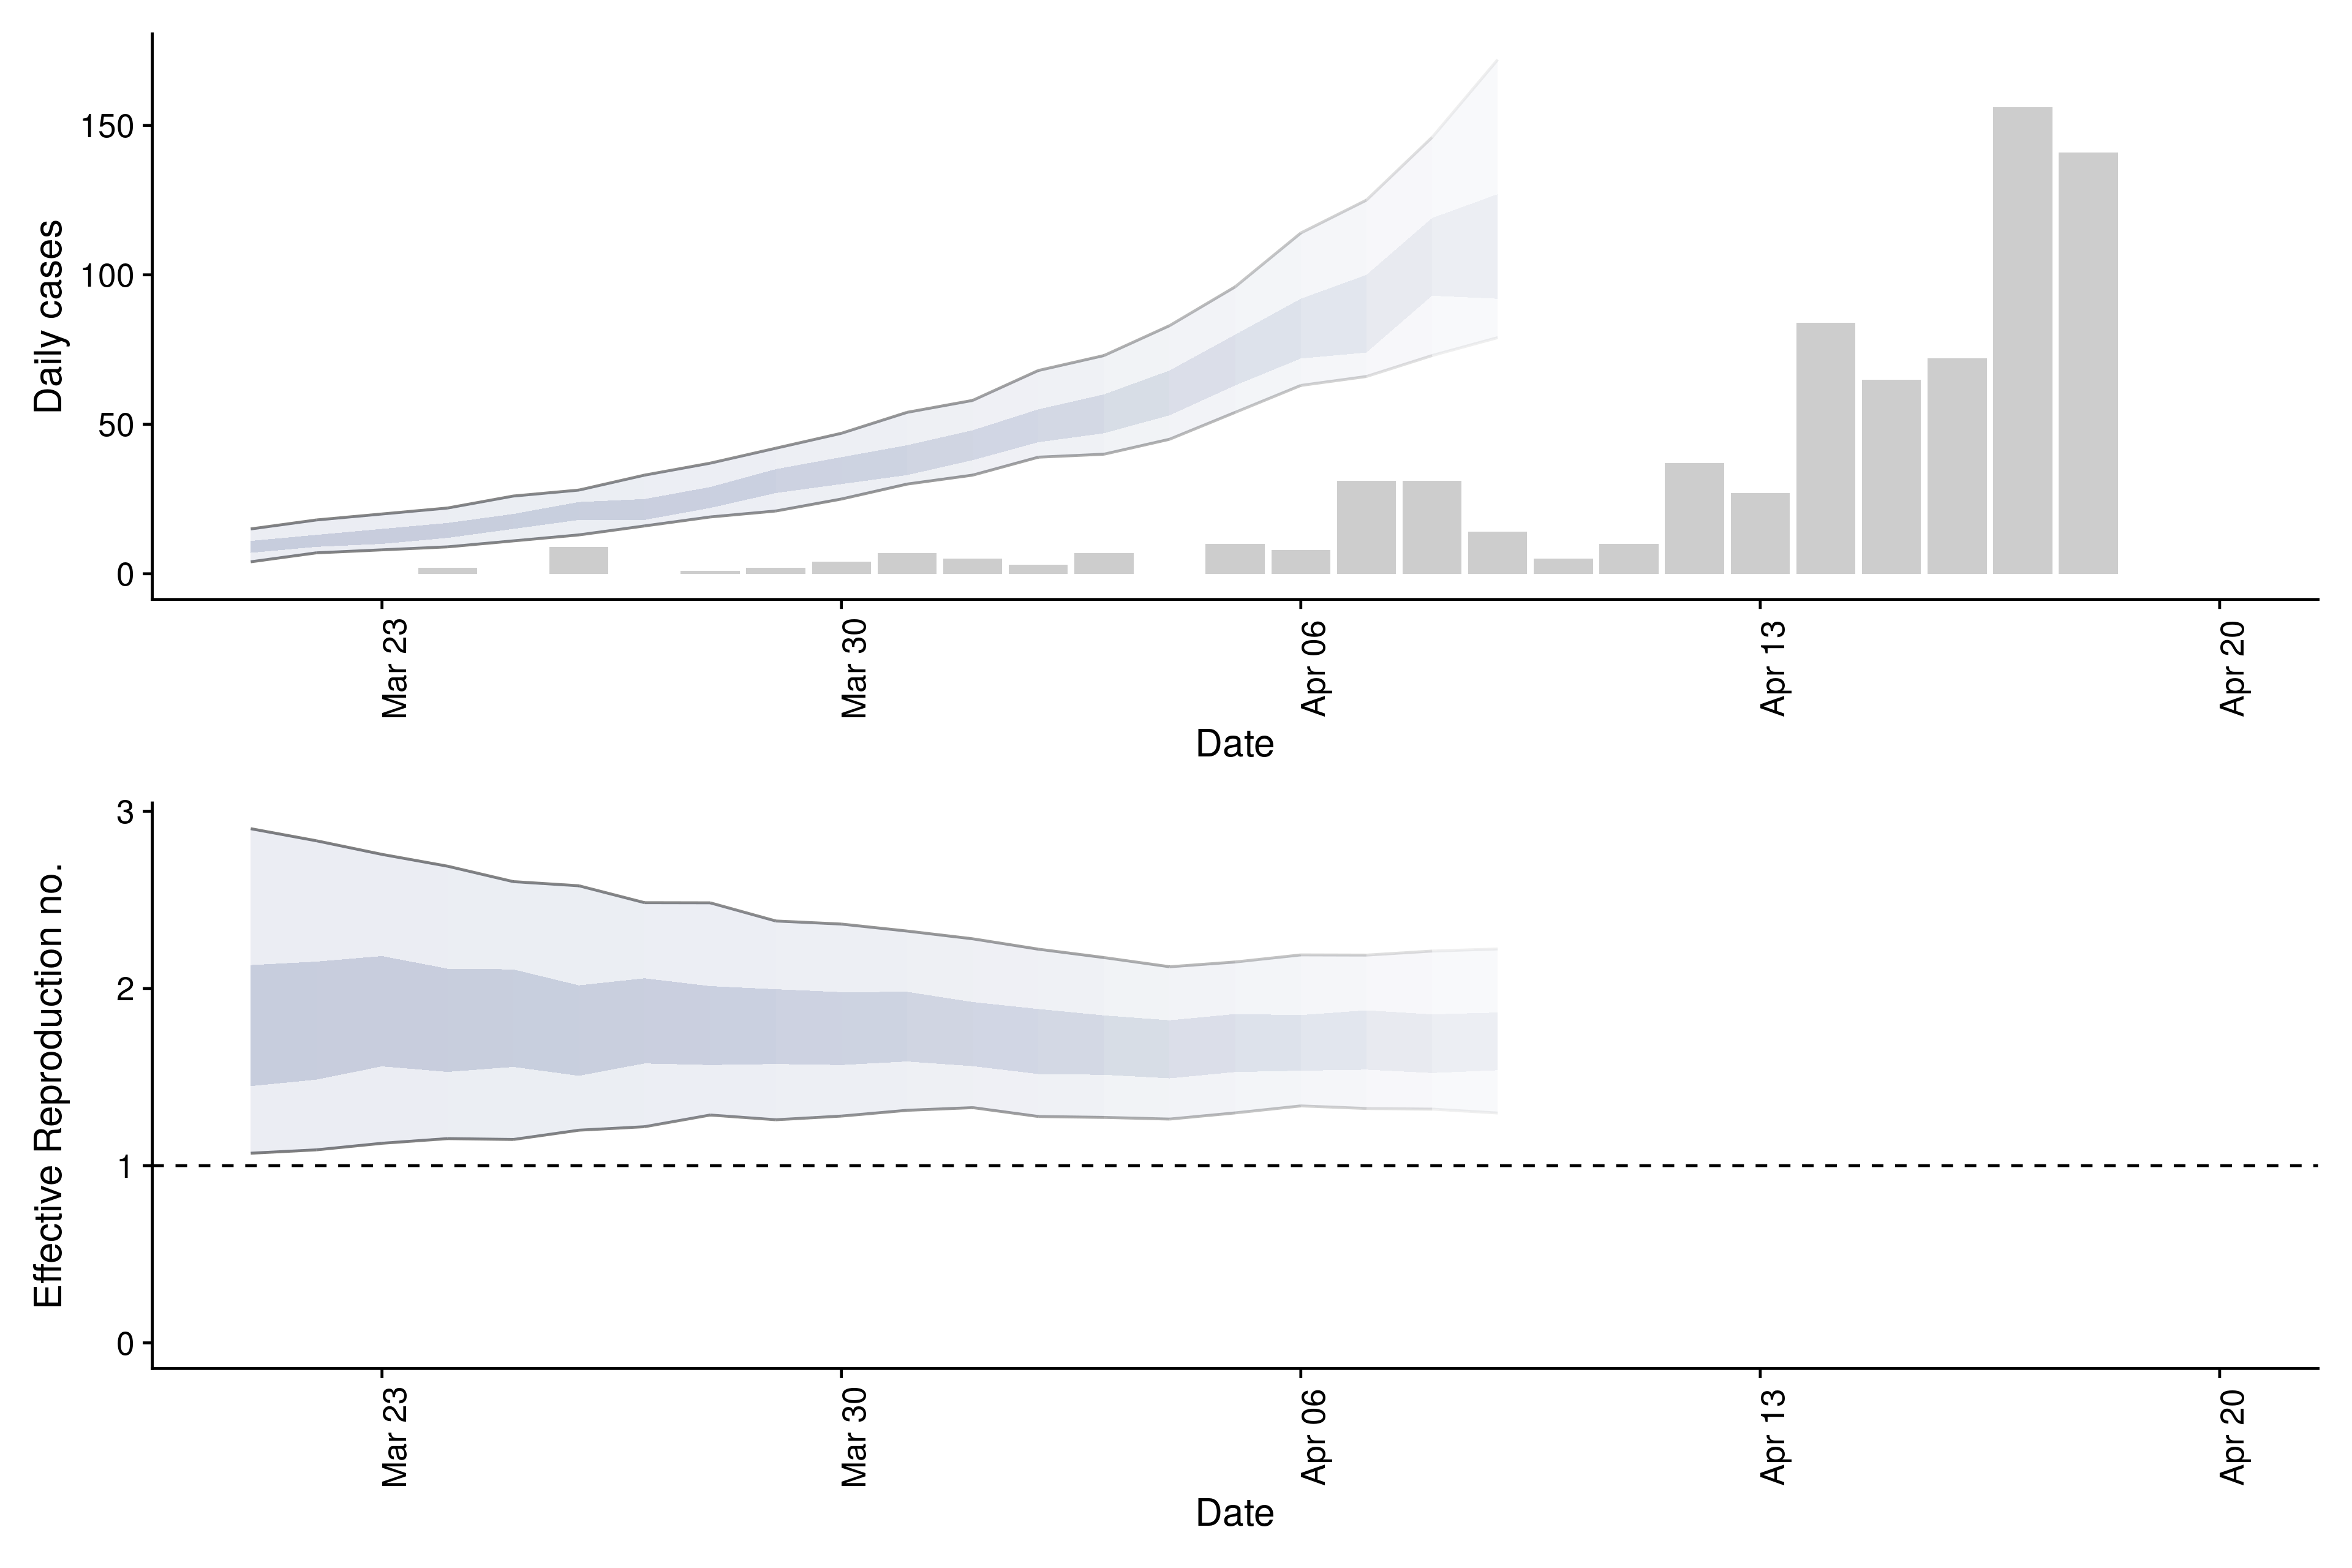 Daily cases
150
100
50
0
Mar 23
Mar 30
Apr 06
Apr 13
Apr 20
Date
Effective Reproduction no.
3
2
1
0
Mar 23
Mar 30
Apr 06
Apr 13
Apr 20
Date